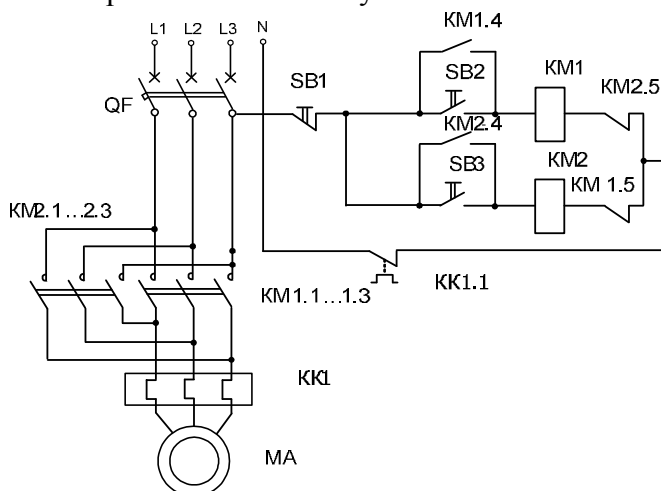 L1 L2 L3 N
KM1.4
SB1
SB2
KM1
KM2.5
QF
KM2.4
SB3
KM2
KM 1.5
KM2.1...2.3
KM1.1...1.3
KK1.1
KK1
MA